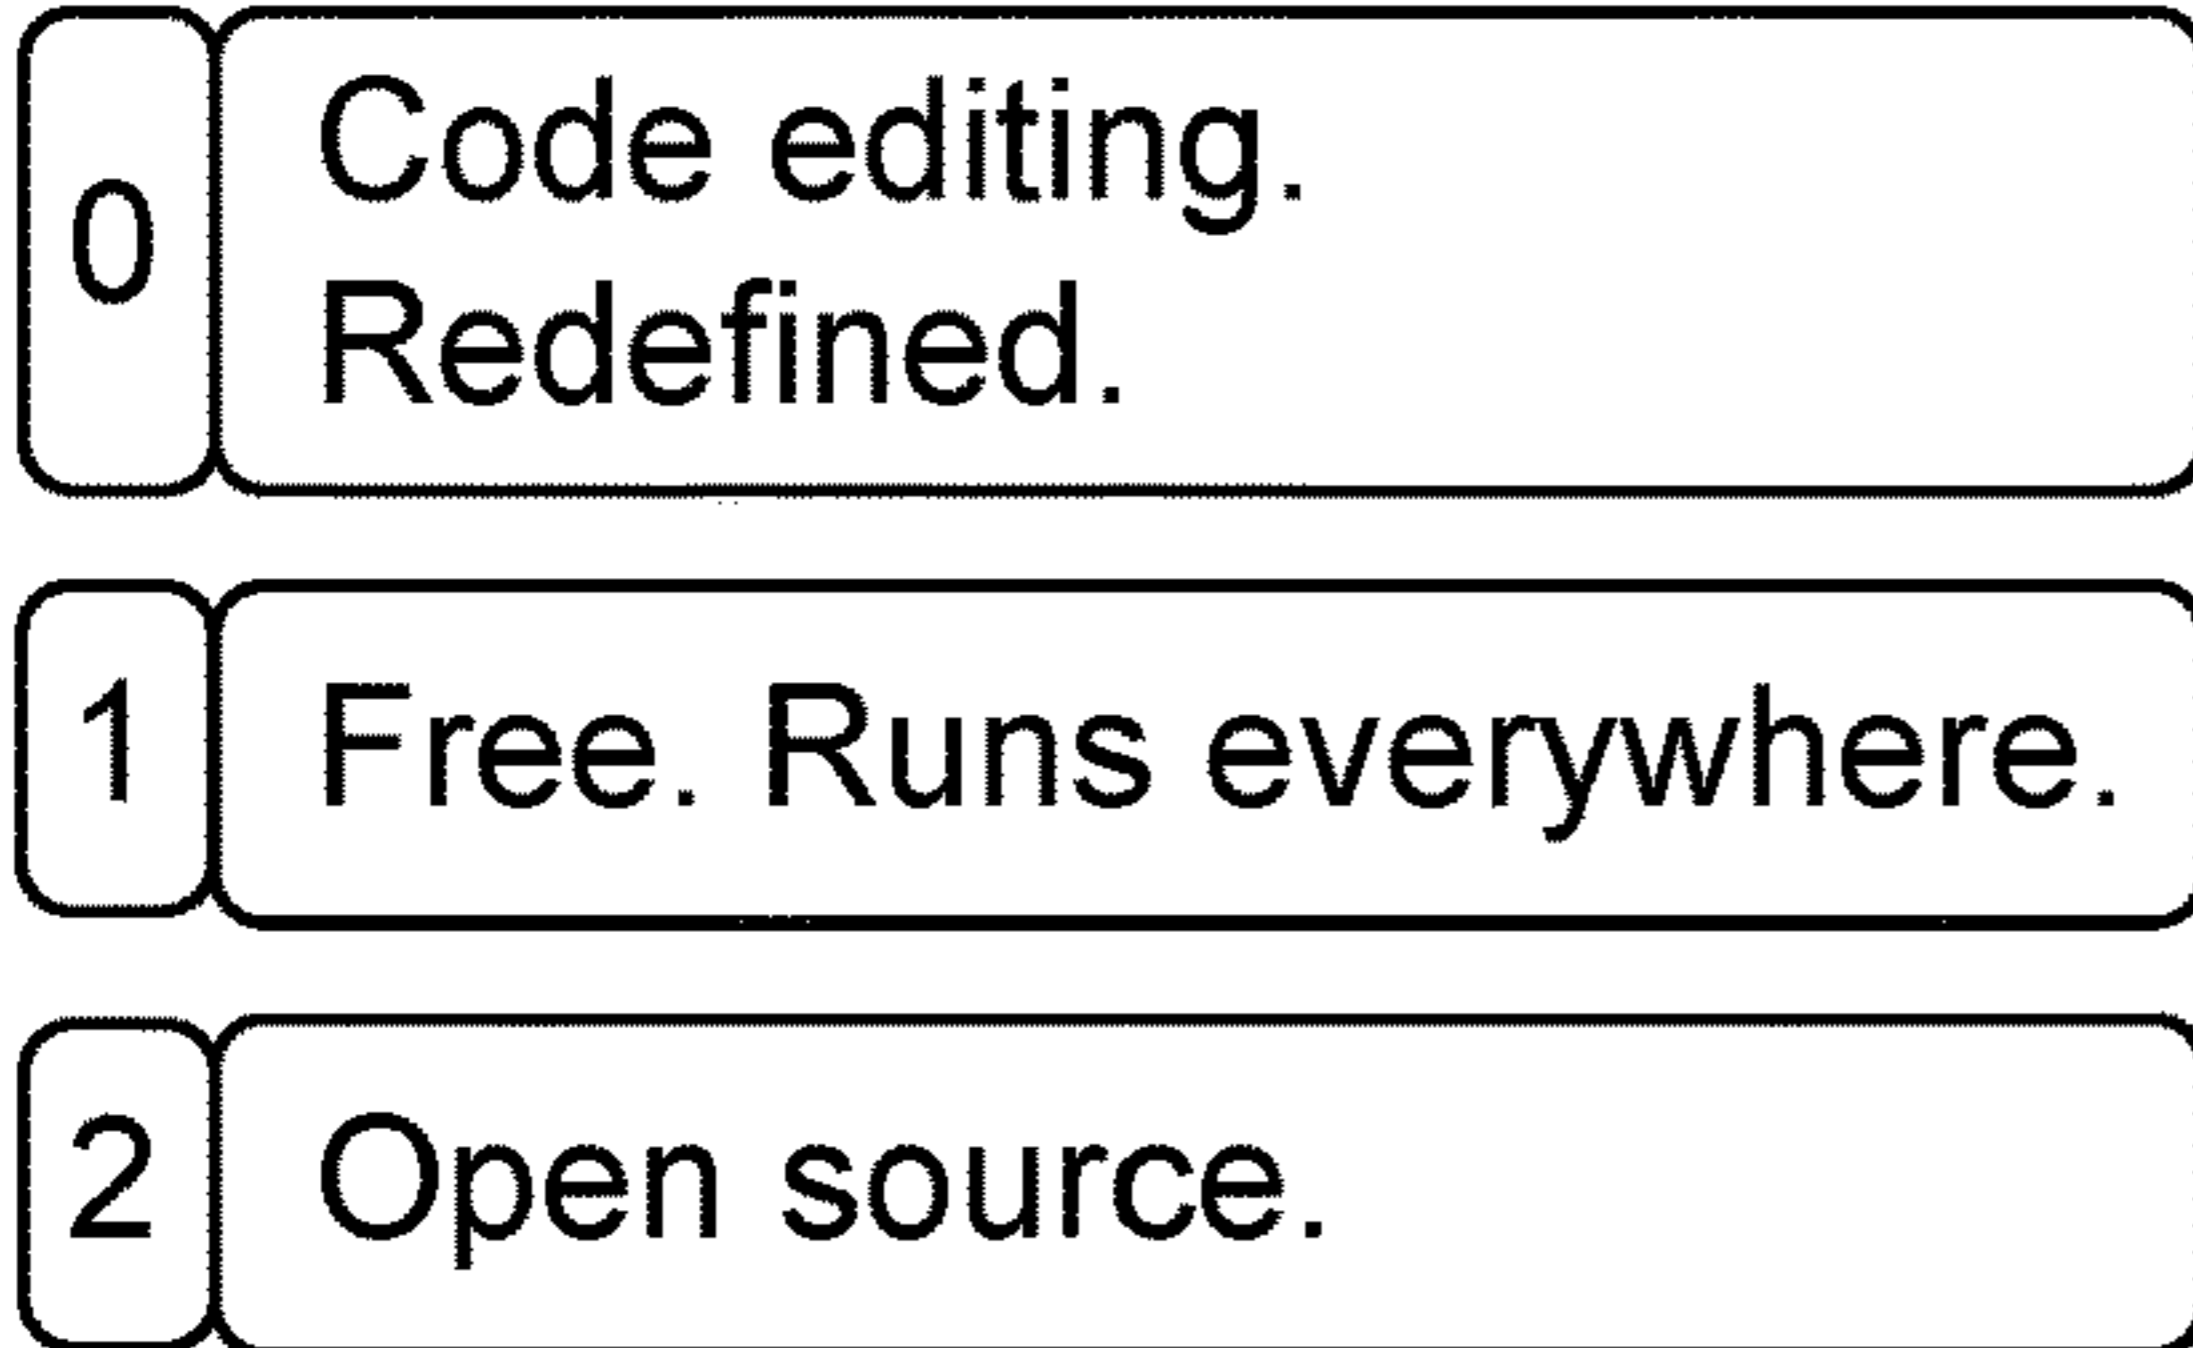 0
Code editing.
Redefined.
1
Free. Runs everywhere.
2
Open source.